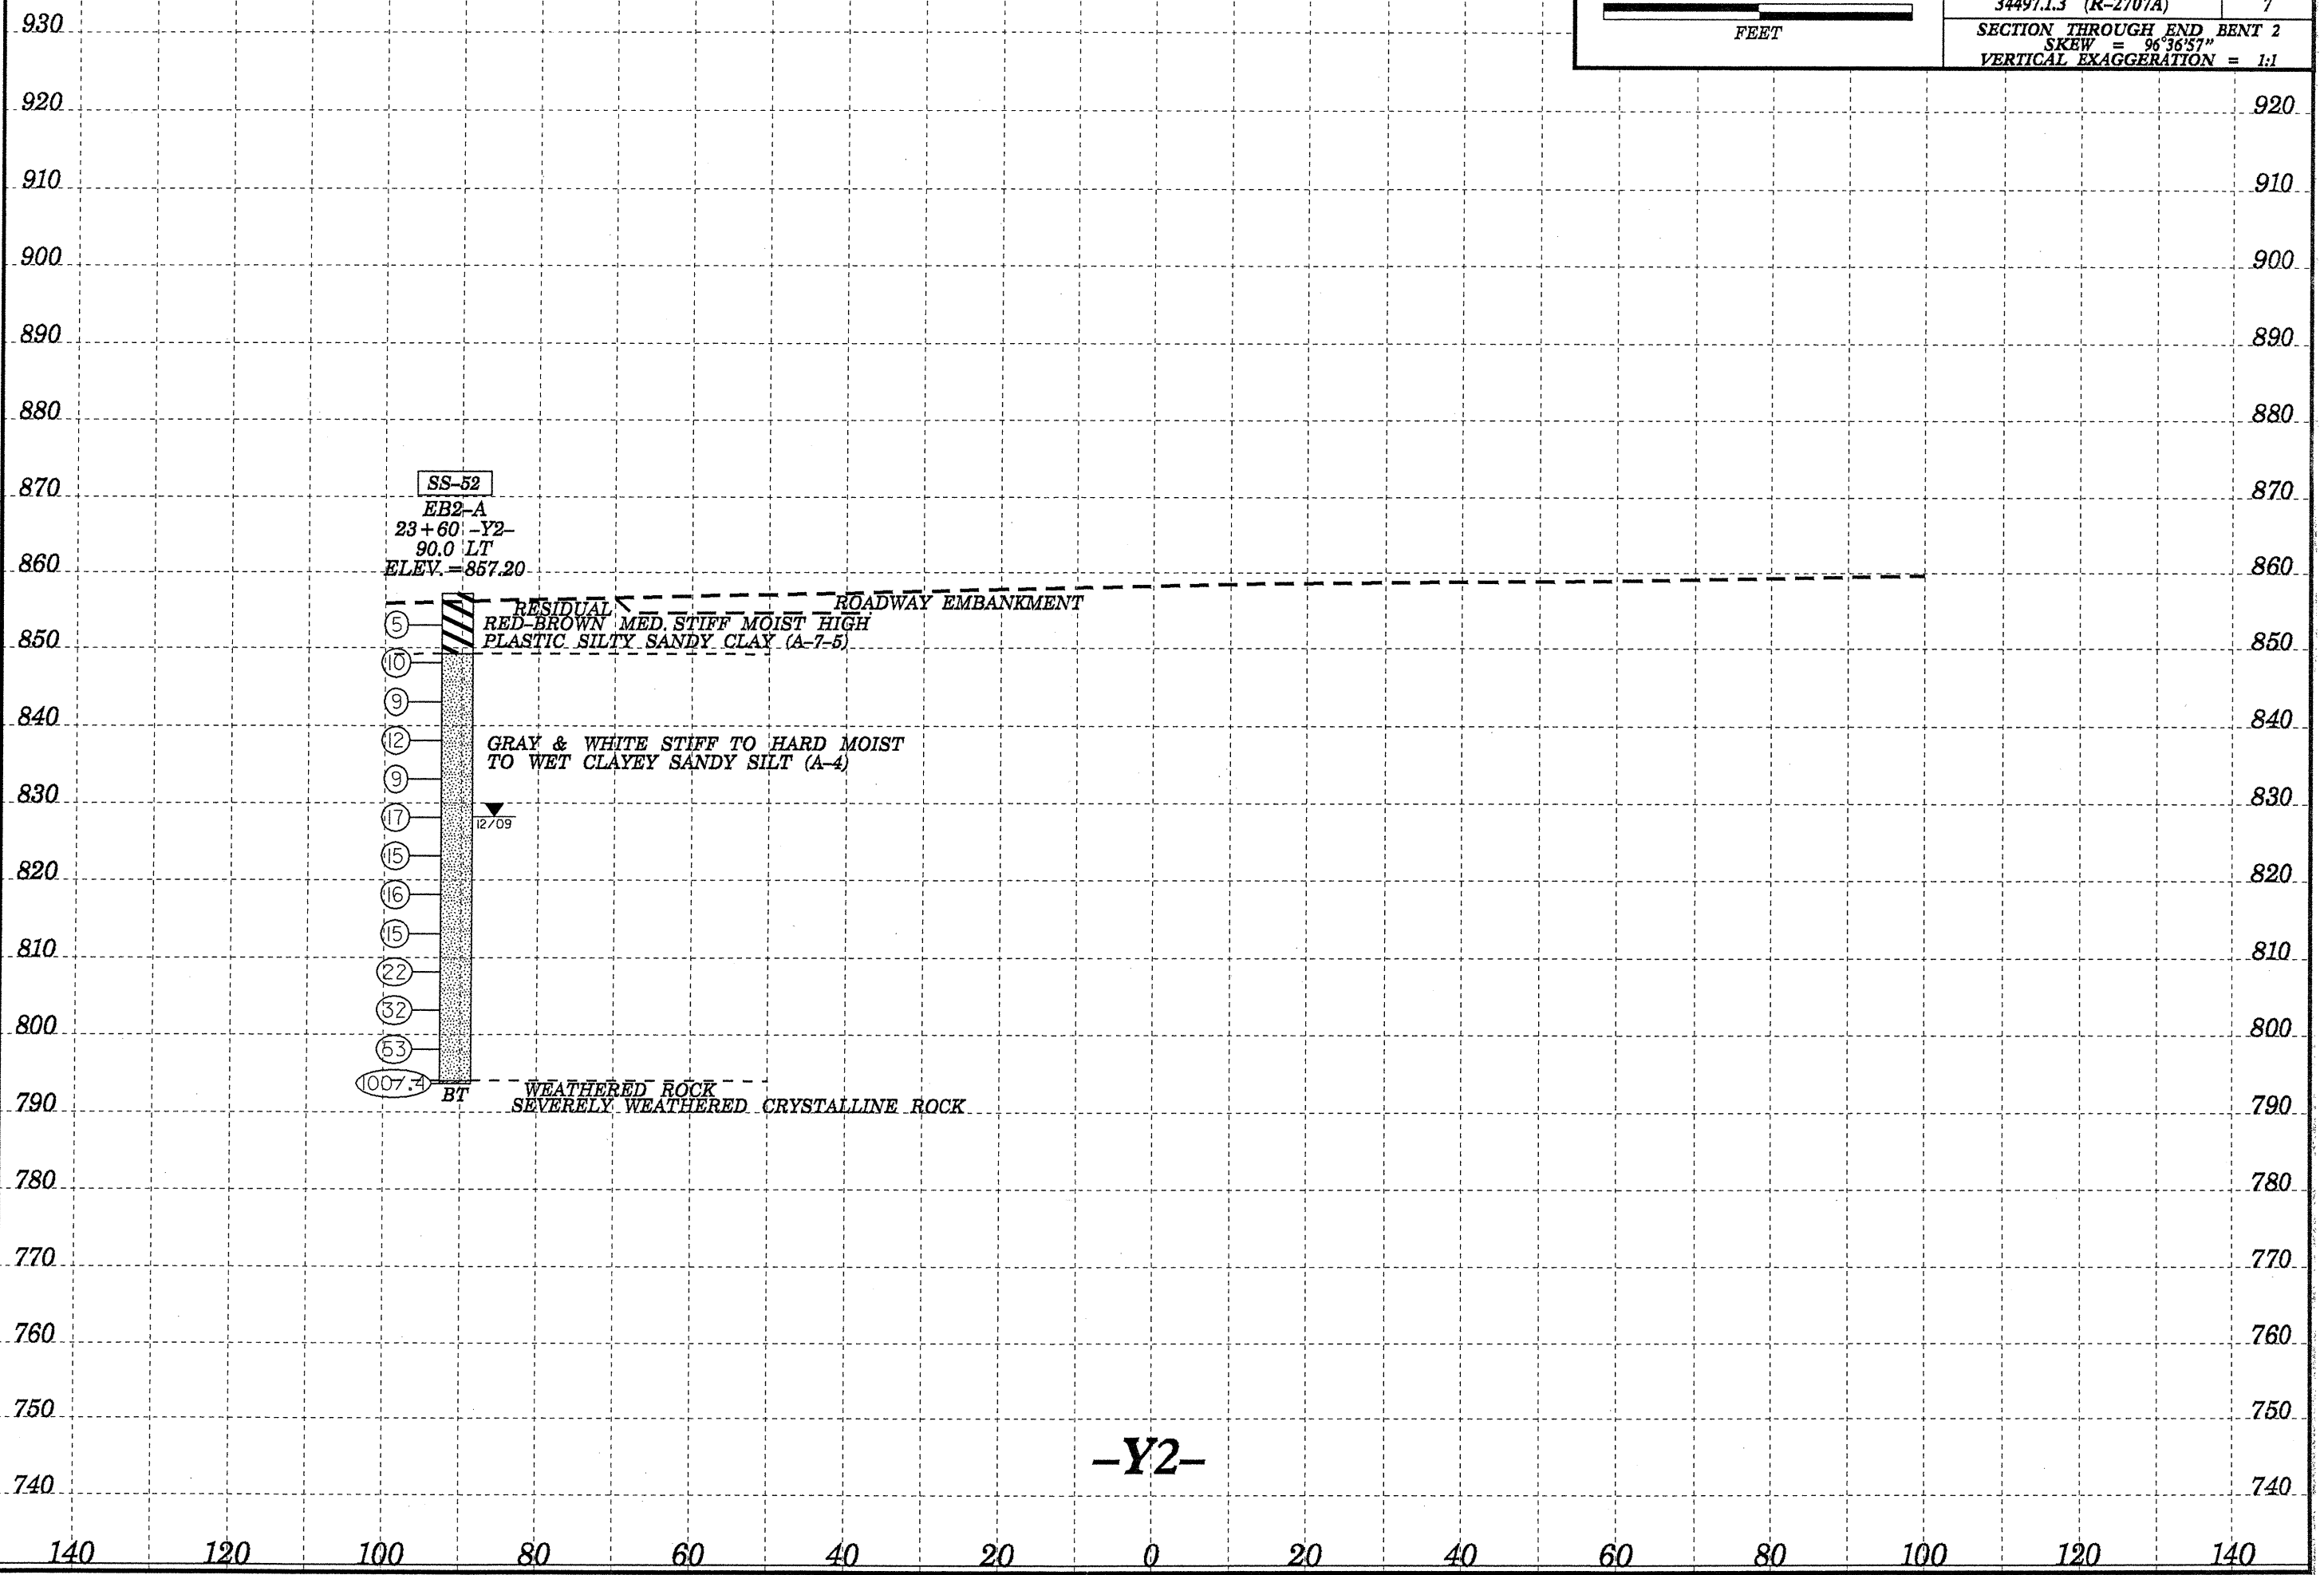 34497.1.3 (R-2707A) 7
FEET
SECTION THROUGH END BENT 2
SKEW = 96°36'57"
VERTICAL EXAGGERATION = 1:1
930
920 920
910 910
900 900
890 890
880 880
870 870
SS-52
EB2-A
23+60 -Y2-
90.0 LT
ELEV.=857.20
860 860
RESIDUAL
ROADWAY EMBANKMENT
RED-BROWN MED. STIFF MOIST HIGH
PLASTIC SILTY SANDY CLAY (A-7-5)
5
850 850
10
9
840 840
12
GRAY & WHITE STIFF TO HARD MOIST
TO WET CLAYEY SANDY SILT (A-4)
9
830 830
17
12/09
15
820 820
16
15
810 810
22
32
800 800
53
100/.4
BT
WEATHERED ROCK
SEVERELY WEATHERED CRYSTALLINE ROCK
790 790
780 780
770 770
760 760
750 750
-Y2-
740 740
140 120 100 80 60 40 20 0 20 40 60 80 100 120 140